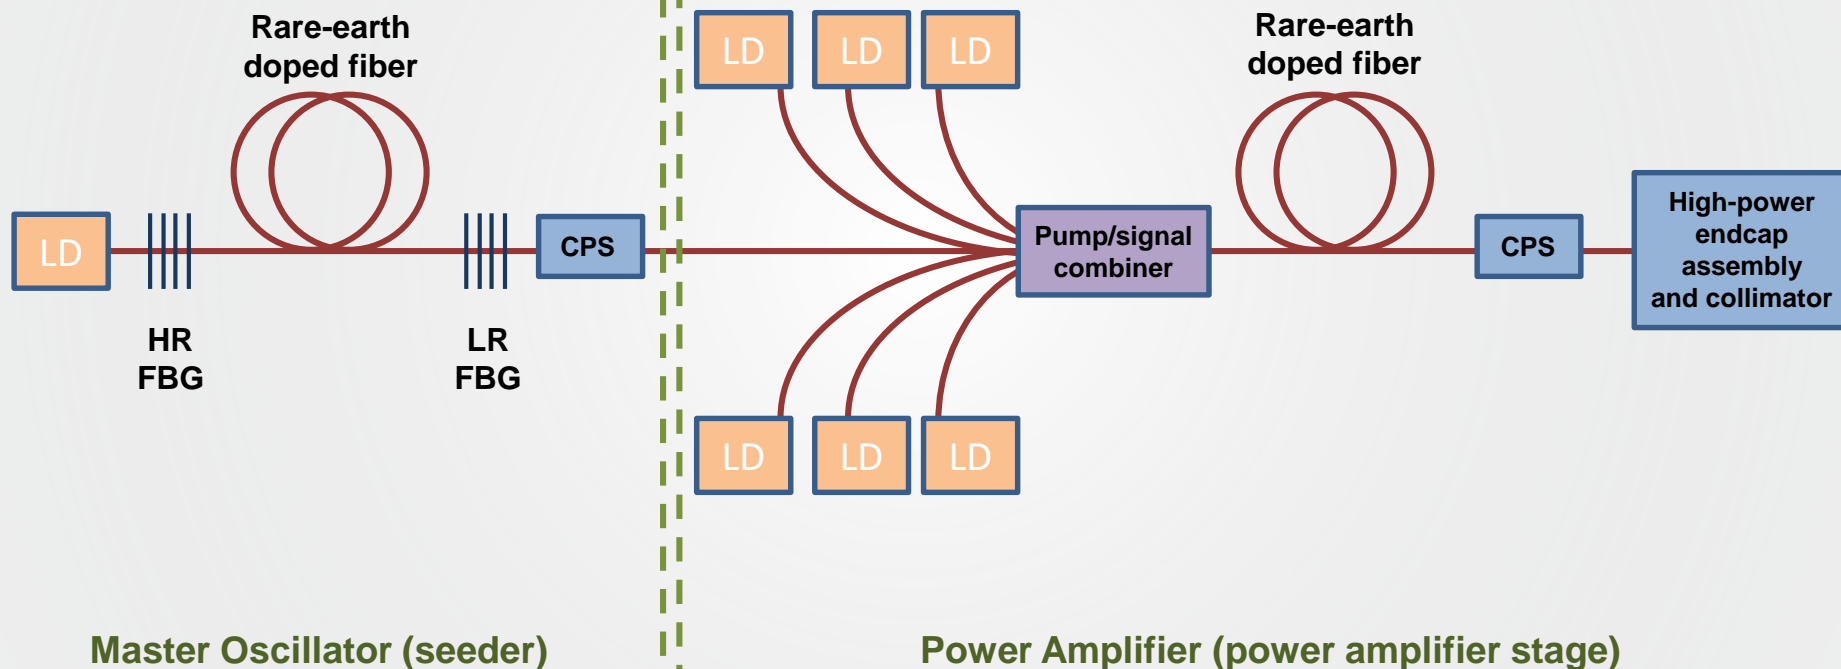 Rare-earth
doped fiber
LD
HR
FBG
LR
FBG
CPS
LD
LD
LD
LD
LD
LD
Pump/signal
combiner
Rare-earth
doped fiber
CPS
High-power
endcap
assembly
and collimator
Master Oscillator (seeder)
Power Amplifier (power amplifier stage)